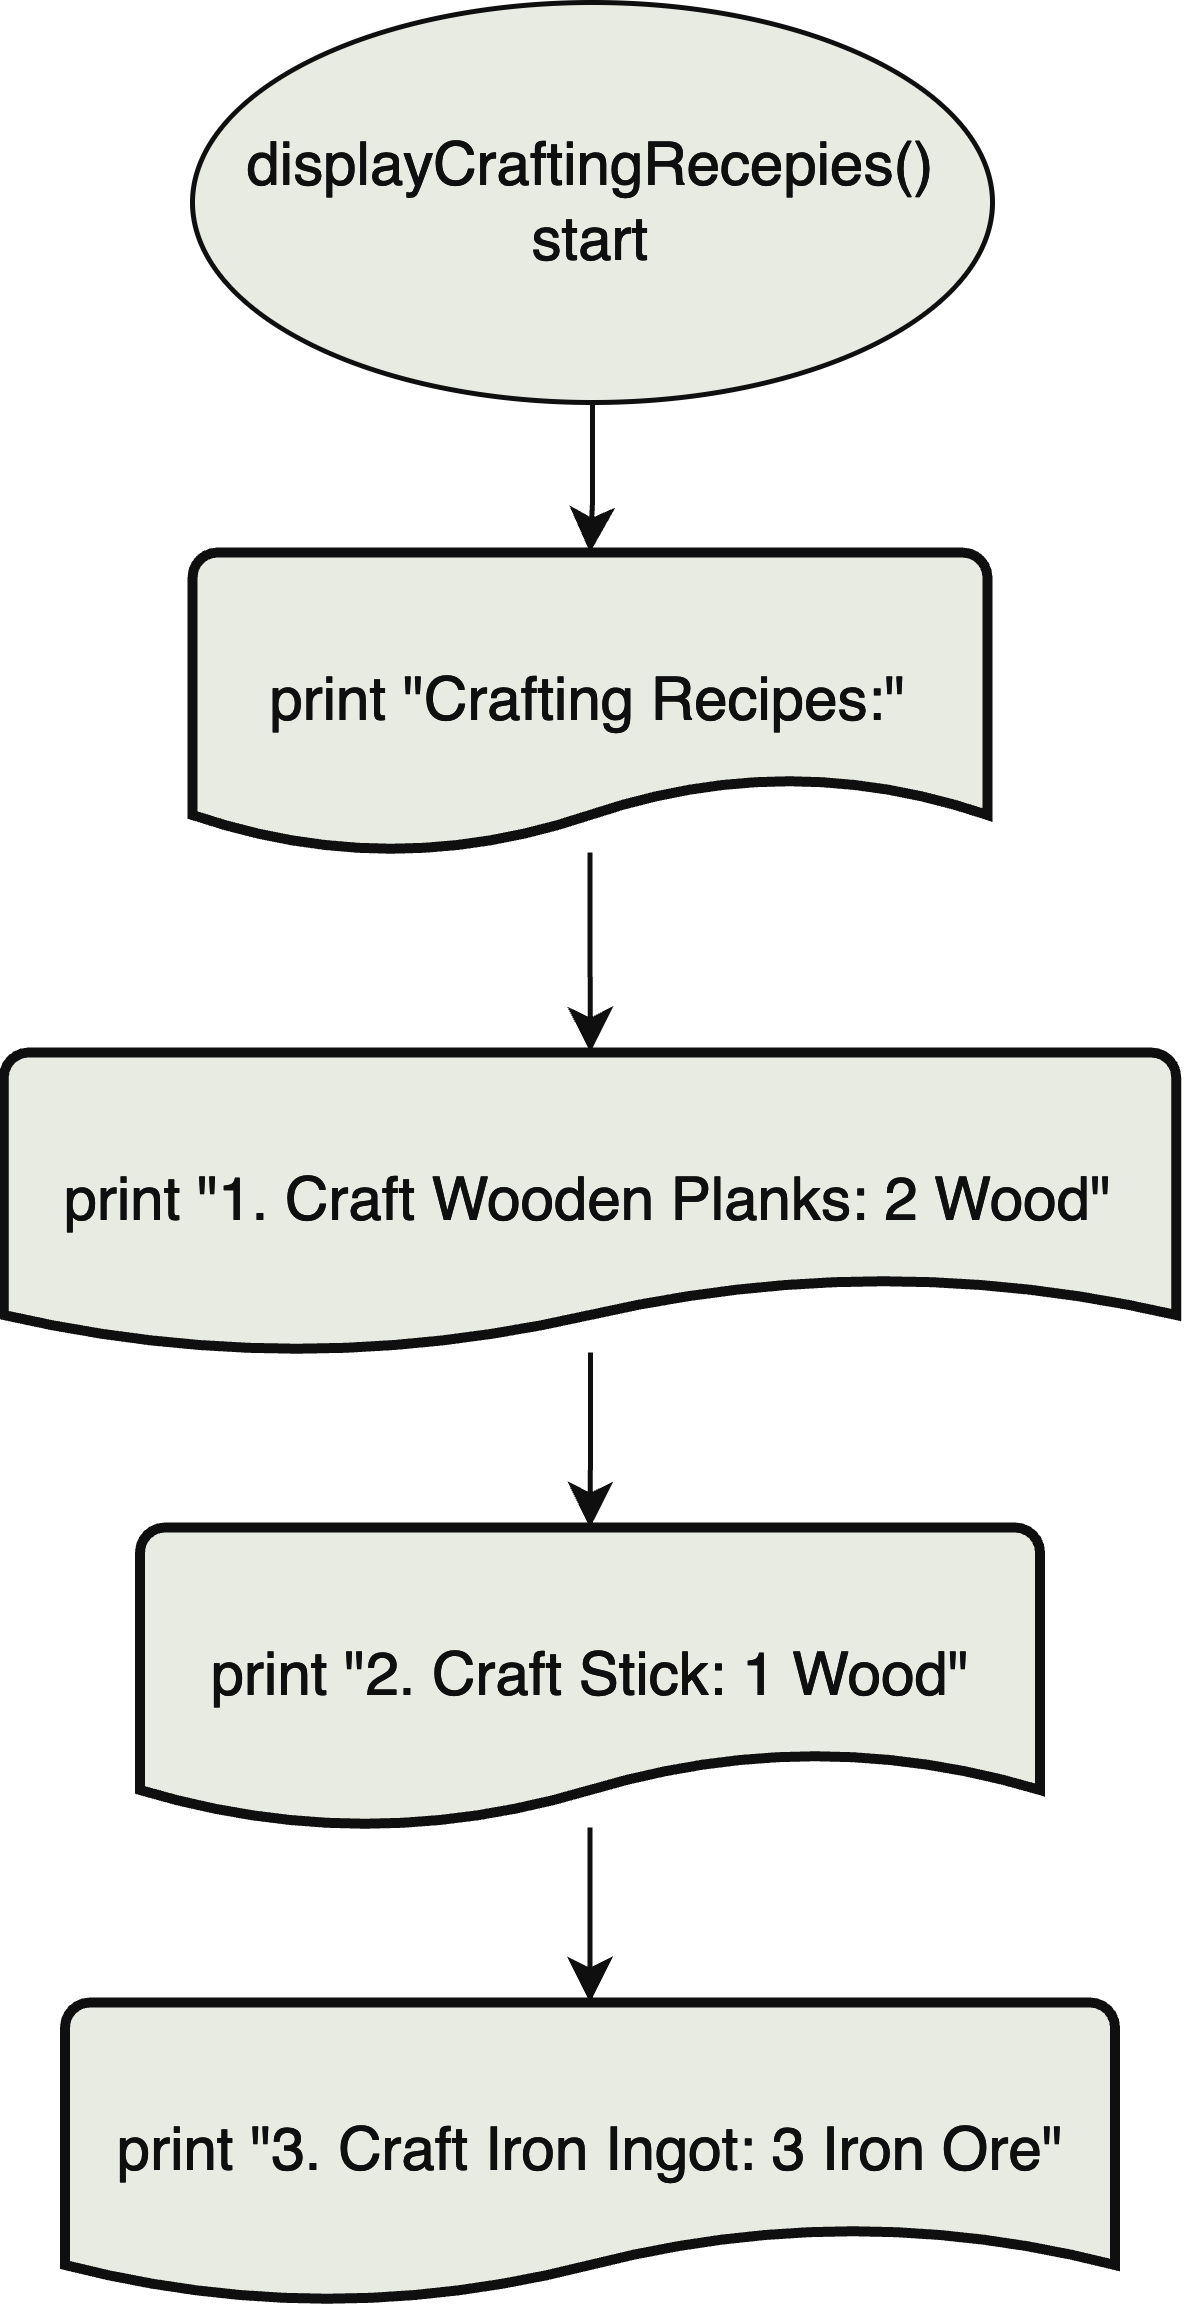 displayCraftingRecepies()
start
print "Crafting Recipes:"
print "1. Craft Wooden Planks: 2 Wood"
print "2. Craft Stick: 1 Wood"
print "3. Craft Iron Ingot: 3 Iron Ore"